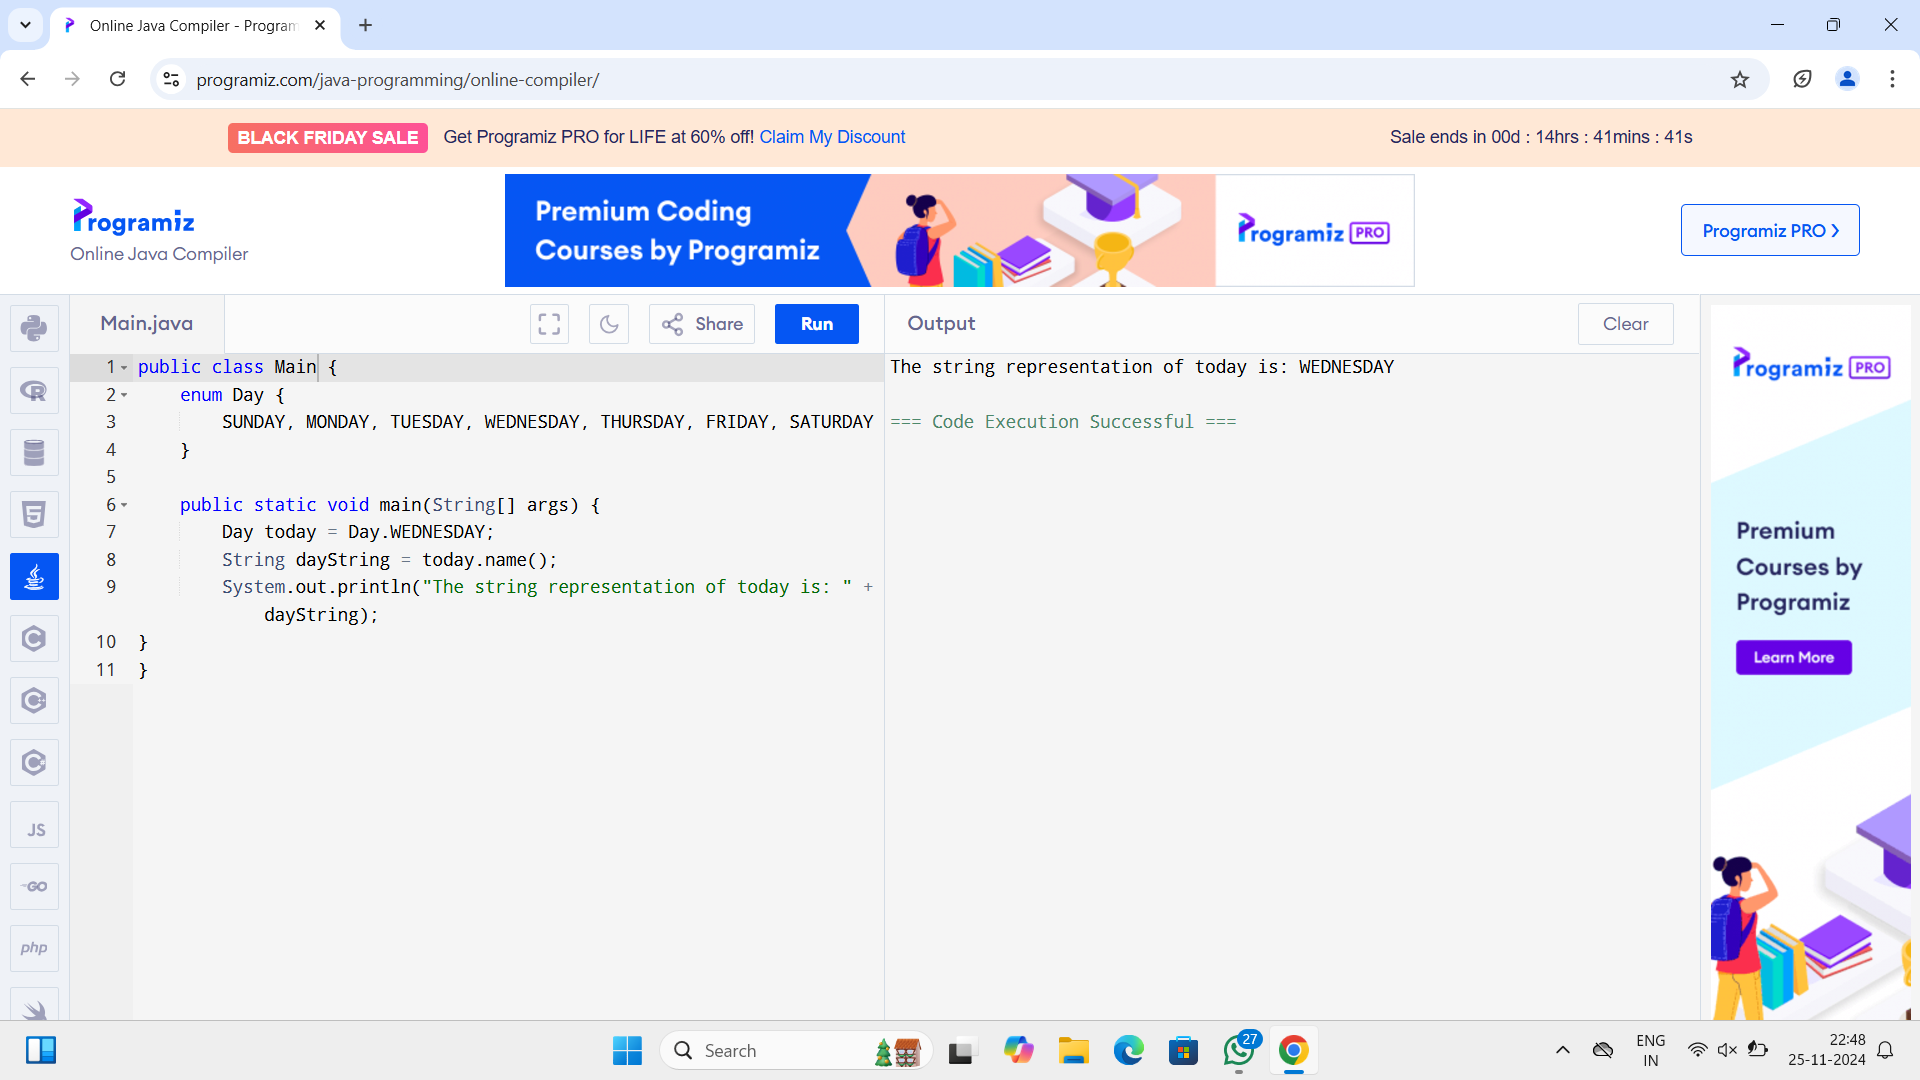 Online Java Compiler - Program
programiz.com/java-programming/online-compiler/
BLACK FRIDAY SALE Get Programiz PRO for LIFE at 60% off! Claim My Discount Sale ends in 00d : 14hrs : 41mins : 41s
Programiz
Online Java Compiler
Premium Coding
Courses by Programiz
Programiz PRO
Programiz PRO ❯
Main.java Share Run Output Clear
1 public class Main {
2 enum Day {
3 SUNDAY, MONDAY, TUESDAY, WEDNESDAY, THURSDAY, FRIDAY, SATURDAY
4 }
5
6 public static void main(String[] args) {
7 Day today = Day.WEDNESDAY;
8 String dayString = today.name();
9 System.out.println("The string representation of today is: " +
dayString);
10 }
11 }
The string representation of today is: WEDNESDAY
=== Code Execution Successful ===
JS
GO
php
Programiz PRO
Premium
Courses by
Programiz
Learn More
Search
27
ENG
IN
22:48
25-11-2024